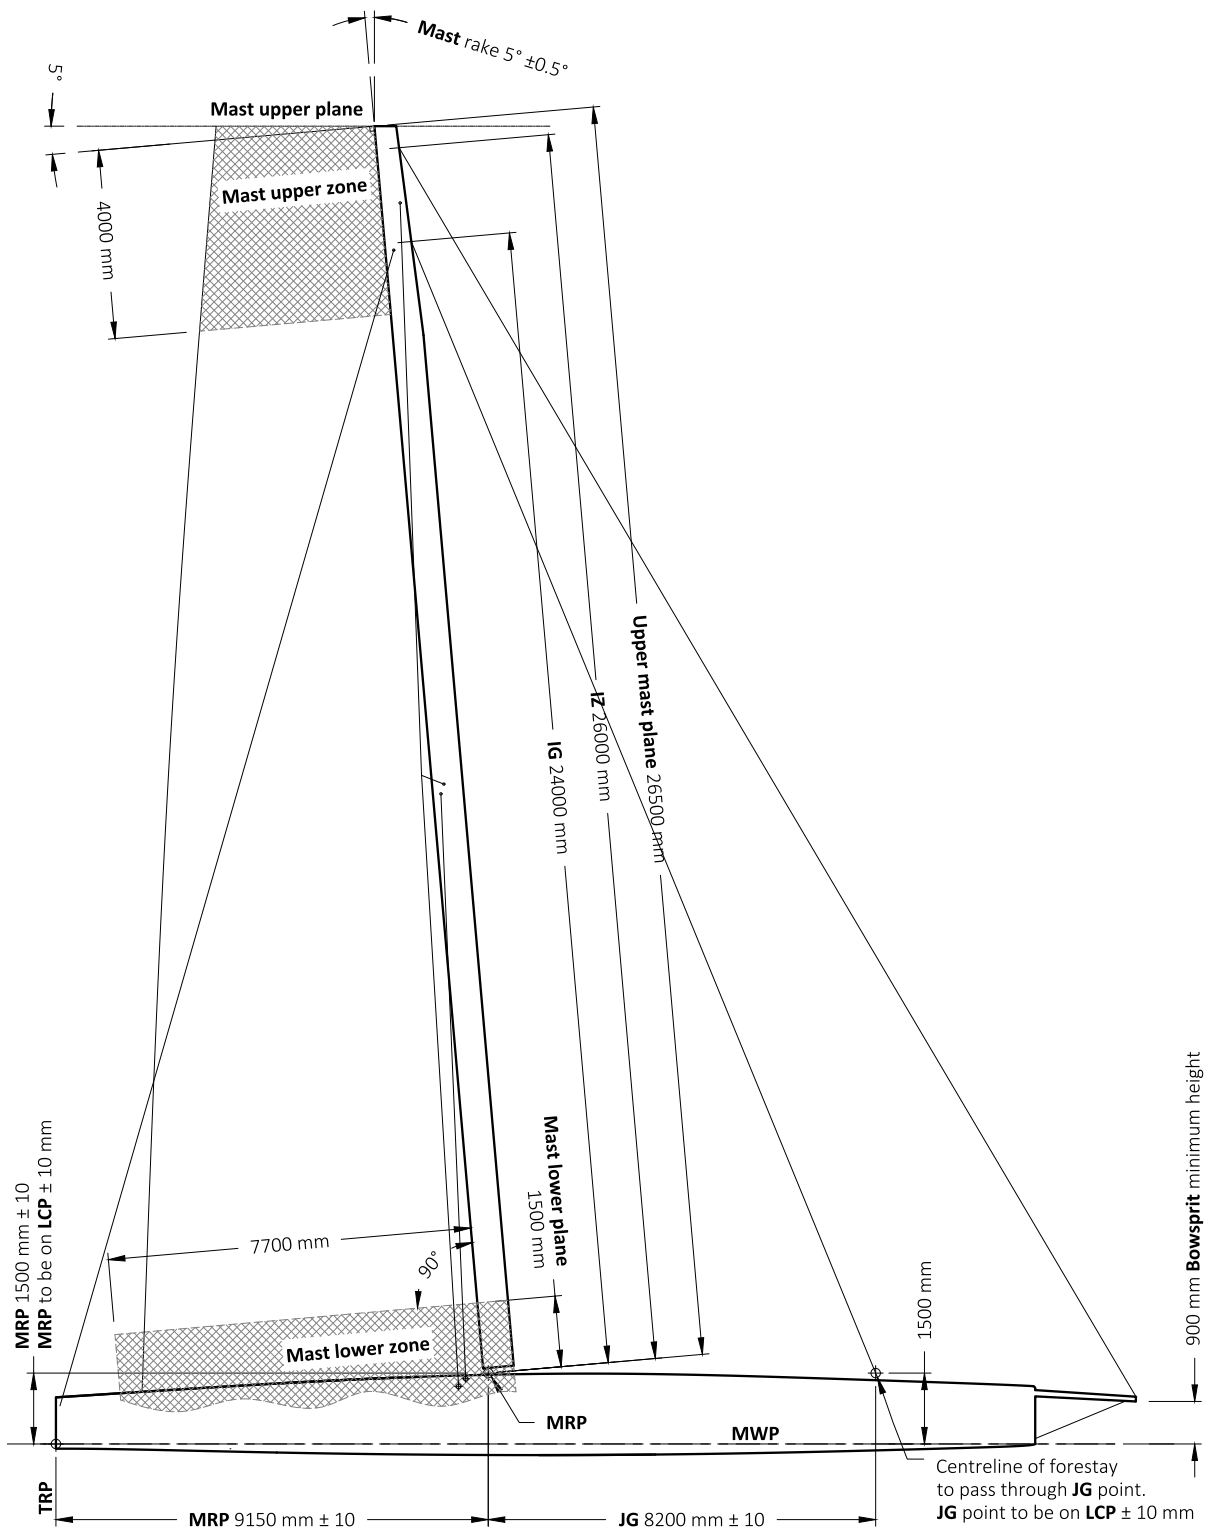 Mast rake 5° ±0.5°
5°
Mast upper plane
Mast upper zone
4000 mm
Upper mast plane 26500 mm
IZ 26000 mm
IG 24000 mm
Mast lower plane
1500 mm
900 mm Bowsprit minimum height
MRP 1500 mm ± 10
MRP to be on LCP ± 10 mm
7700 mm
90°
1500 mm
Mast lower zone
MRP
MWP
Centreline of forestay
to pass through JG point.
JG point to be on LCP ± 10 mm
TRP
MRP 9150 mm ± 10
JG 8200 mm ± 10